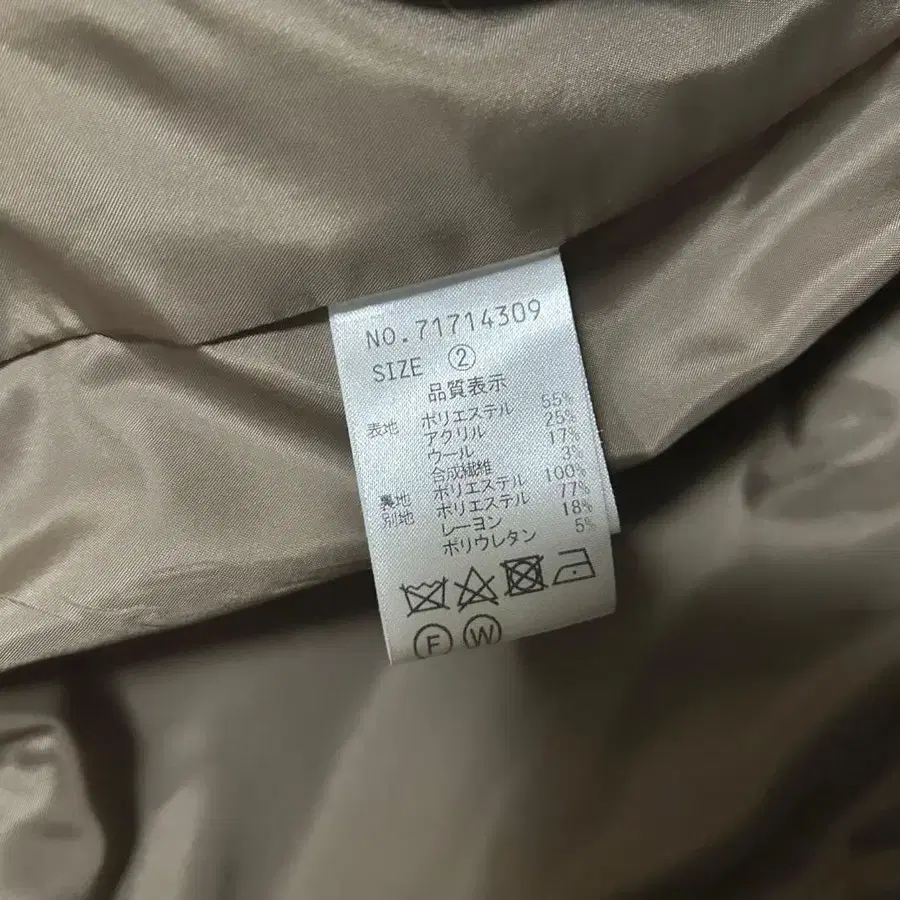 NO.71714309
SIZE ②
品質表示
表地 ポリエステル 55%
アクリル 25%
ウール 17%
合成繊維 3%
裏地 ポリエステル 100%
別地 ポリエステル 77%
レーヨン 18%
ポリウレタン 5%
F W